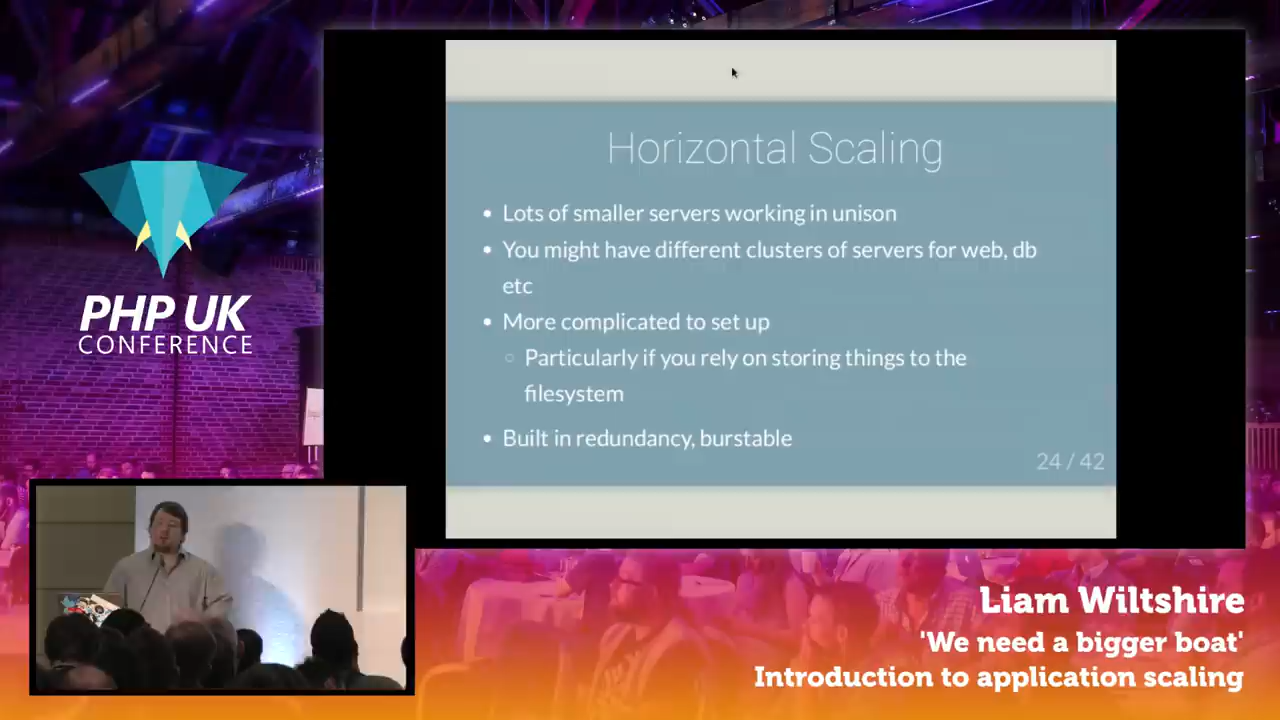 PHP UK
CONFERENCE
Horizontal Scaling
• Lots of smaller servers working in unison
• You might have different clusters of servers for web, db
etc
• More complicated to set up
○ Particularly if you rely on storing things to the
filesystem
• Built in redundancy, burstable
24 / 42
Liam Wiltshire
'We need a bigger boat'
Introduction to application scaling